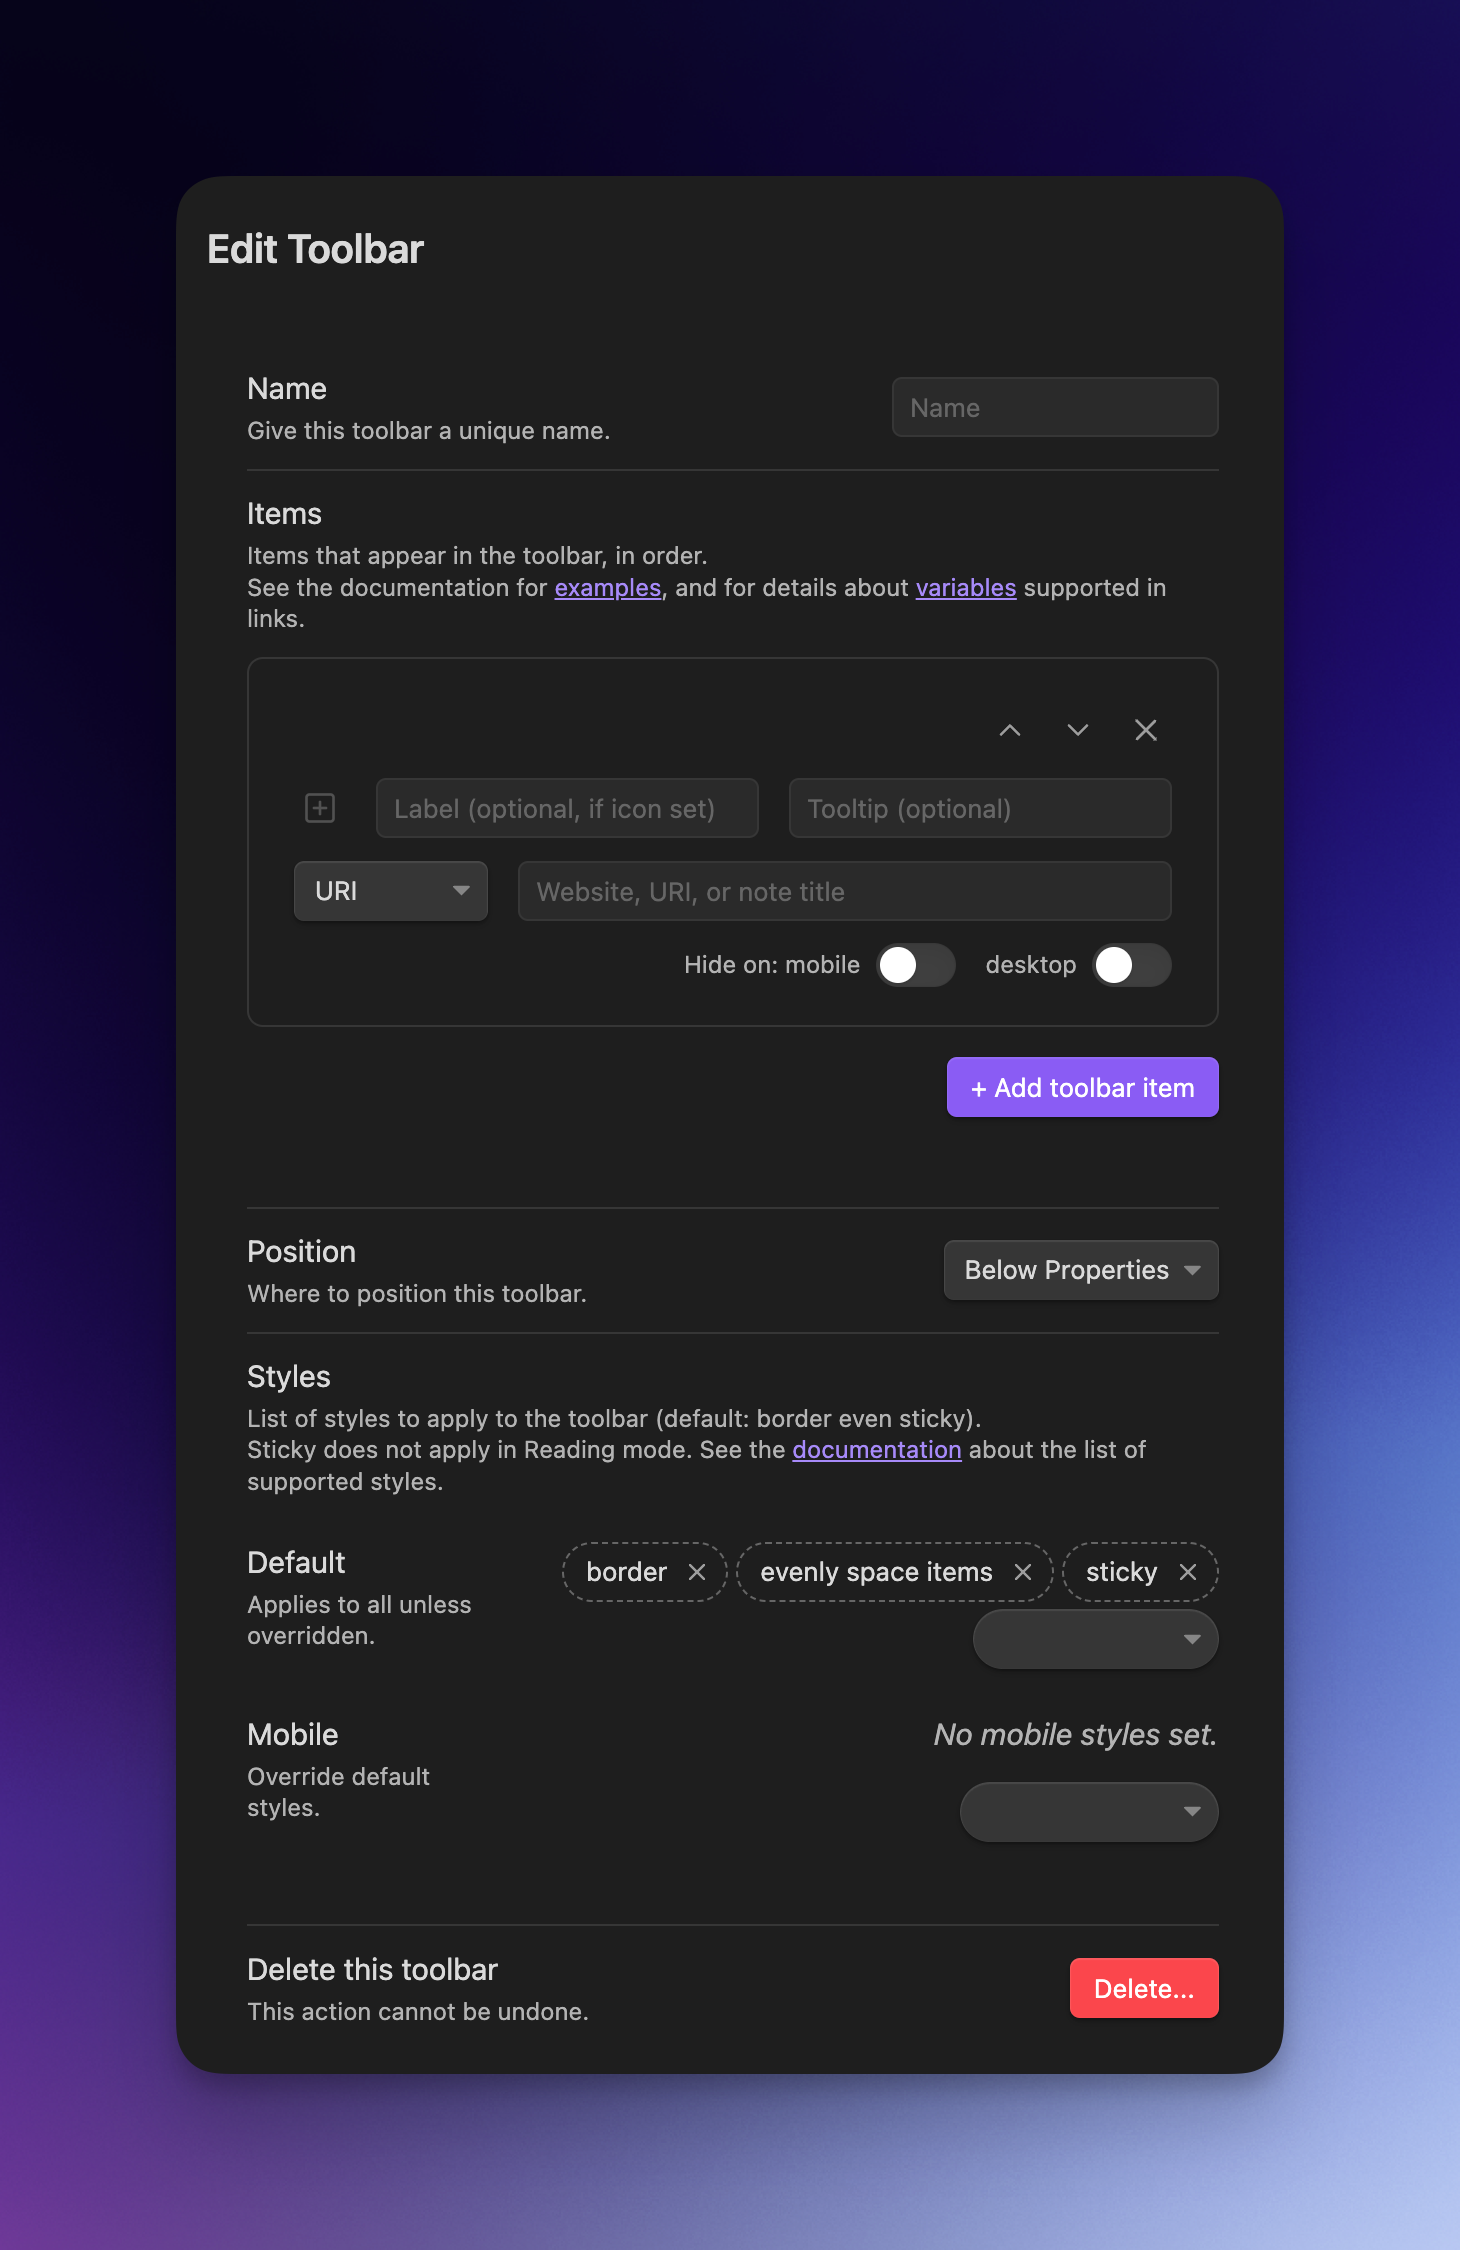 Edit Toolbar
Name
Give this toolbar a unique name.
Name
Items
Items that appear in the toolbar, in order.
See the documentation for examples, and for details about variables supported in
links.
Label (optional, if icon set)
Tooltip (optional)
URI
Website, URI, or note title
Hide on: mobile
desktop
+ Add toolbar item
Position
Where to position this toolbar.
Below Properties
Styles
List of styles to apply to the toolbar (default: border even sticky).
Sticky does not apply in Reading mode. See the documentation about the list of
supported styles.
Default
Applies to all unless
overridden.
border
evenly space items
sticky
Mobile
Override default
styles.
No mobile styles set.
Delete this toolbar
This action cannot be undone.
Delete...